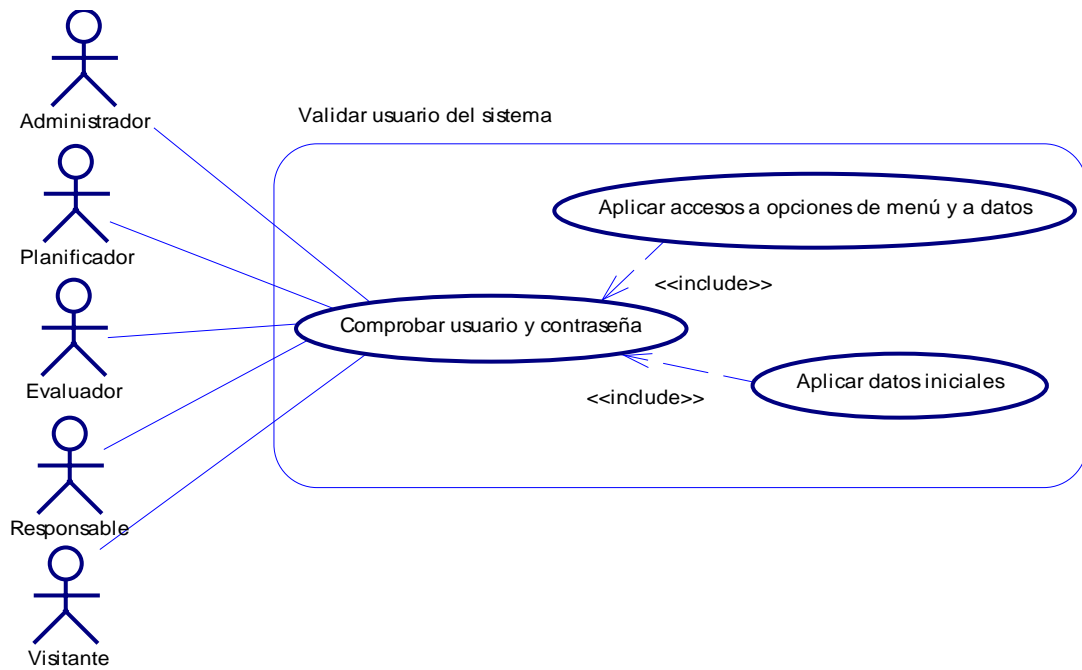 Administrador
Validar usuario del sistema
Planificador
Aplicar accesos a opciones de menú y a datos
<<include>>
Comprobar usuario y contraseña
Evaluador
Aplicar datos iniciales
<<include>>
Responsable
Visitante